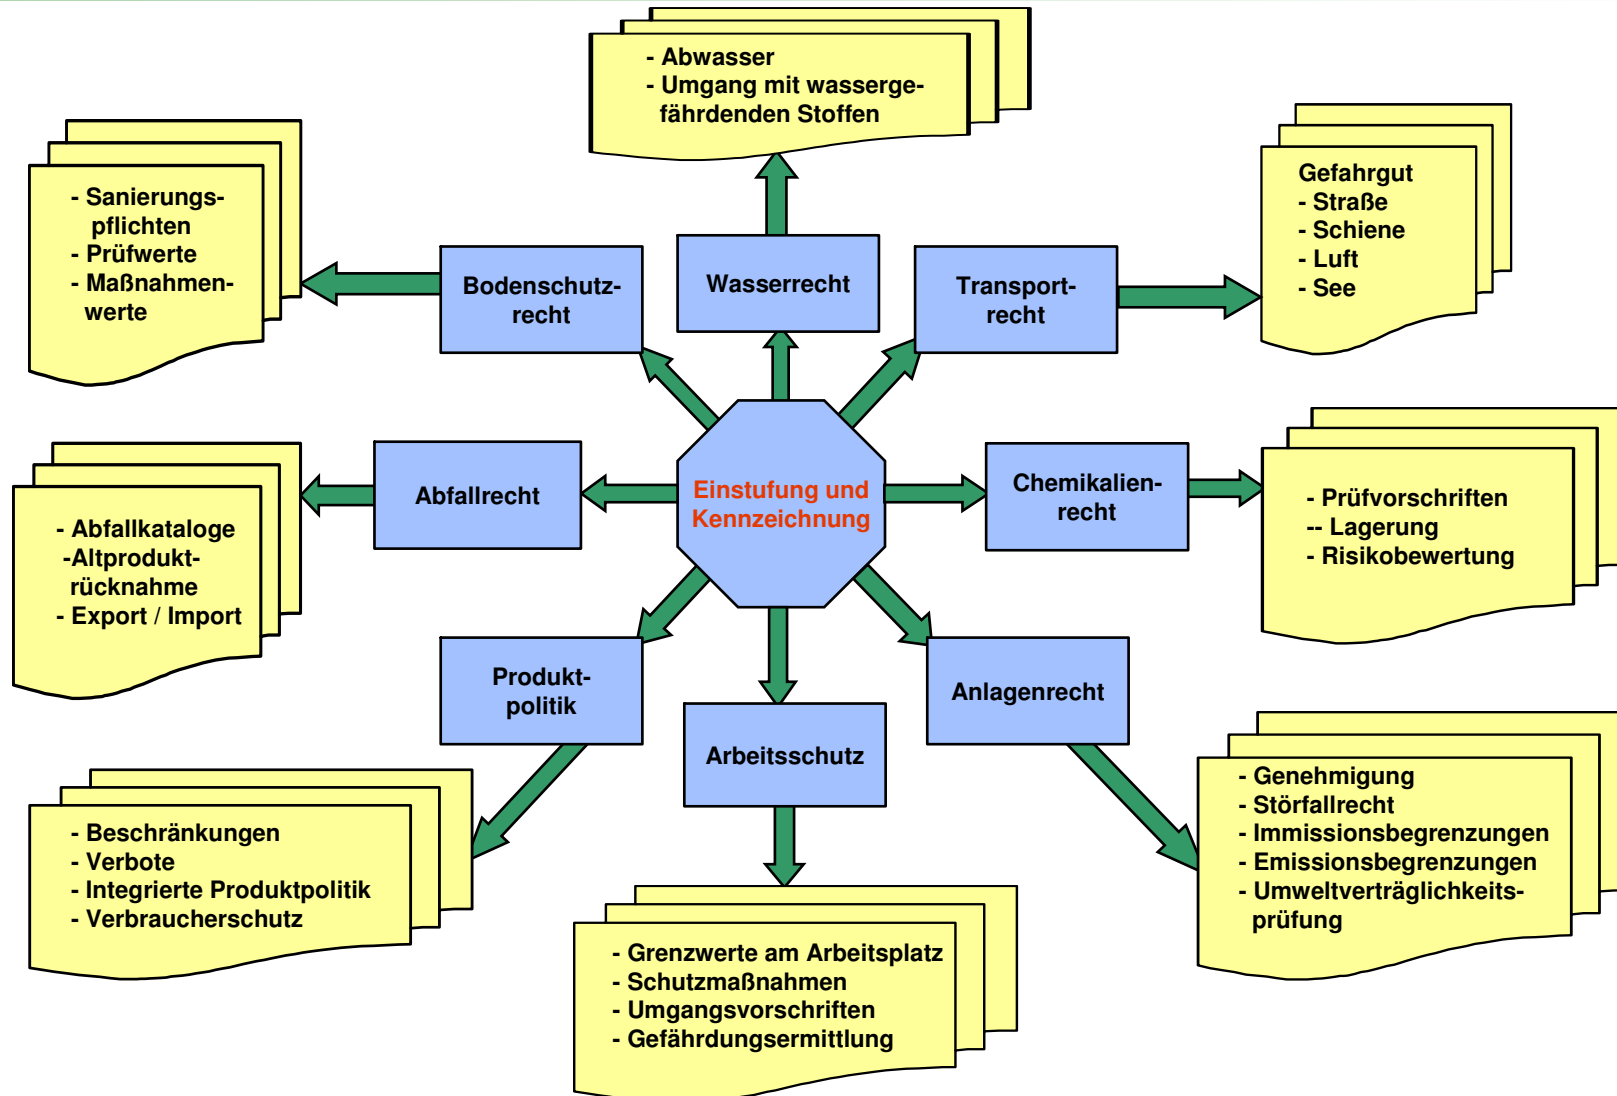 - Abwasser
- Umgang mit wasserge-
fährdenden Stoffen
- Sanierungs-
pflichten
- Prüfwerte
- Maßnahmen-
werte
Bodenschutz-
recht
Wasserrecht
Transport-
recht
Gefahrgut
- Straße
- Schiene
- Luft
- See
- Abfallkataloge
-Altprodukt-
rücknahme
- Export / Import
Abfallrecht
Einstufung und
Kennzeichnung
Chemikalien-
recht
- Prüfvorschriften
-- Lagerung
- Risikobewertung
Produkt-
politik
Arbeitsschutz
Anlagenrecht
- Beschränkungen
- Verbote
- Integrierte Produktpolitik
- Verbraucherschutz
- Grenzwerte am Arbeitsplatz
- Schutzmaßnahmen
- Umgangsvorschriften
- Gefährdungsermittlung
- Genehmigung
- Störfallrecht
- Immissionsbegrenzungen
- Emissionsbegrenzungen
- Umweltverträglichkeits-
prüfung